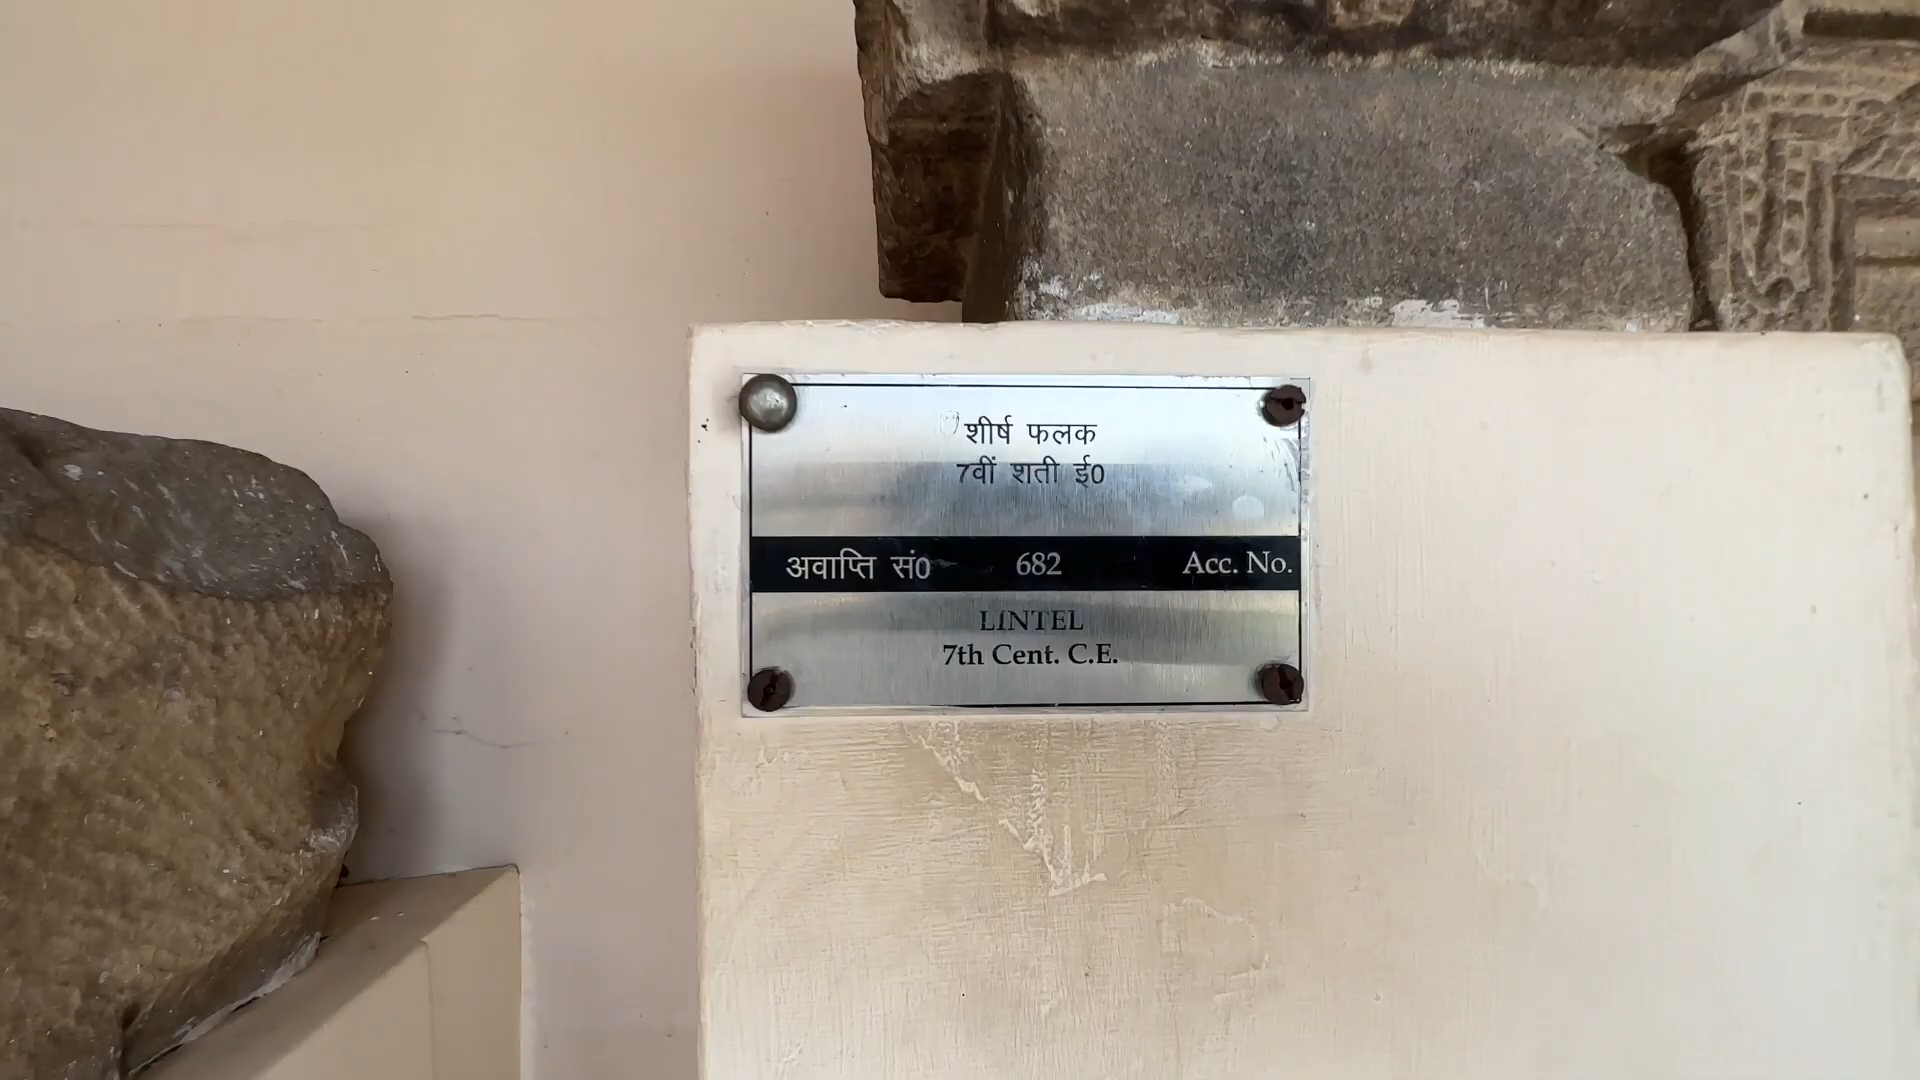 शीर्ष फलक
7वीं शती ई0
अवाप्ति सं0 682 Acc. No.
LINTEL
7th Cent. C.E.